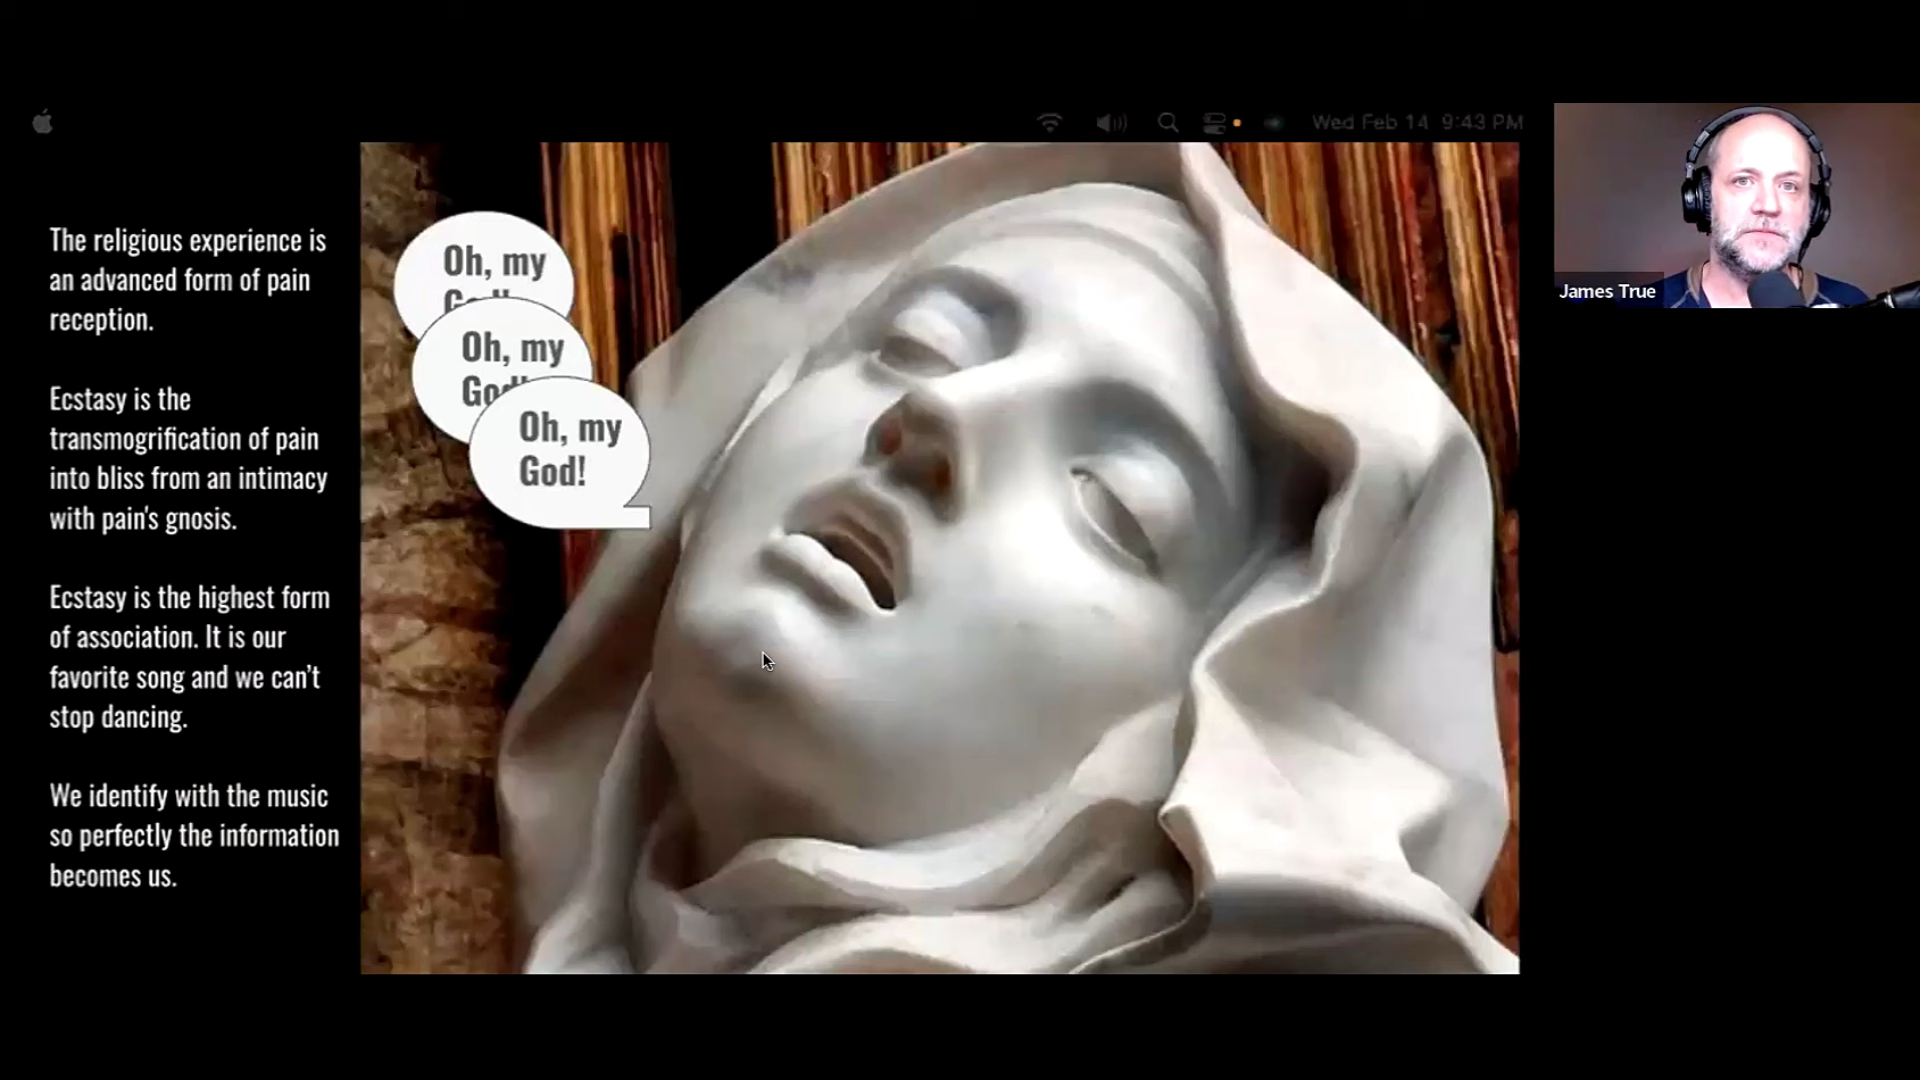 Wed Feb 14 9:43 PM
James True
The religious experience is
an advanced form of pain
reception.
Ecstasy is the
transmogrification of pain
into bliss from an intimacy
with pain's gnosis.
Ecstasy is the highest form
of association. It is our
favorite song and we can't
stop dancing.
We identify with the music
so perfectly the information
becomes us.
Oh, my
Oh, my
Oh, my
God!